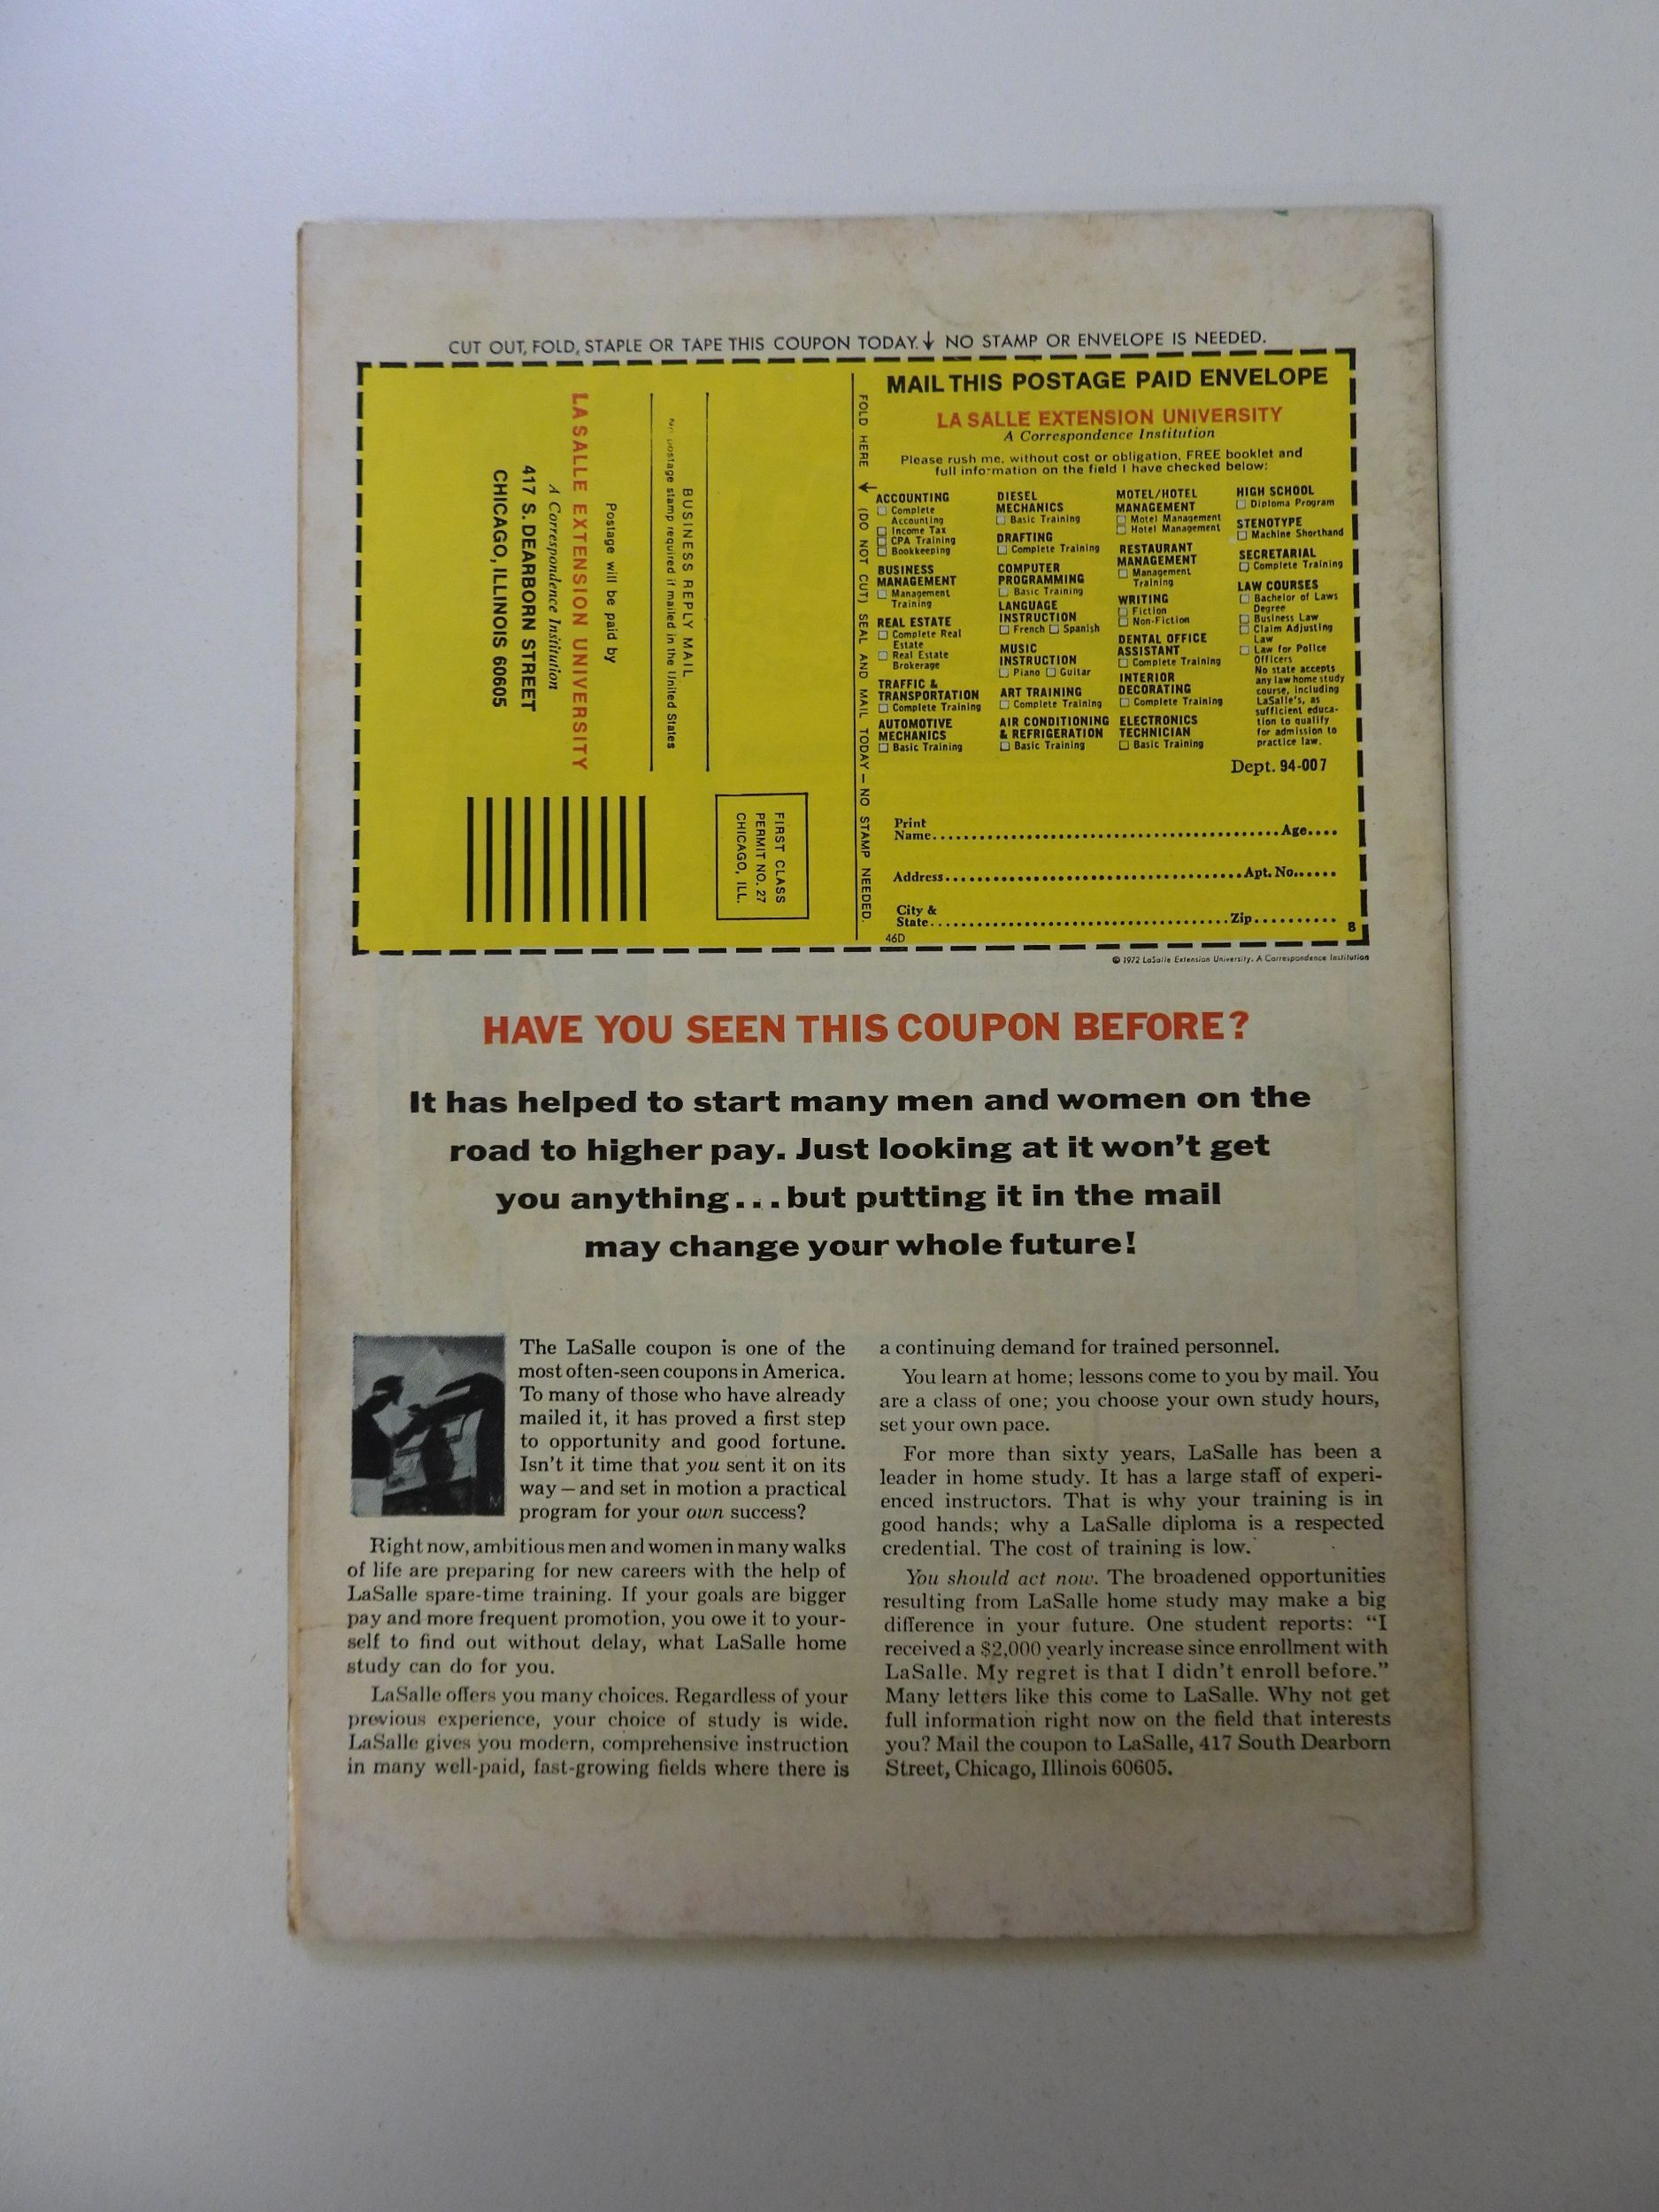 CUT OUT, FOLD, STAPLE OR TAPE THIS COUPON TODAY.↓ NO STAMP OR ENVELOPE IS NEEDED.
LA SALLE EXTENSION UNIVERSITY
A Correspondence Institution
417 S. DEARBORN STREET
CHICAGO, ILLINOIS 60605
Postage will be paid by
BUSINESS REPLY MAIL
No postage stamp required if mailed in the United States
FIRST CLASS
PERMIT NO. 27
CHICAGO, ILL.
FOLD HERE ↓ (DO NOT CUT) SEAL AND MAIL TODAY — NO STAMP NEEDED.
MAIL THIS POSTAGE PAID ENVELOPE
LA SALLE EXTENSION UNIVERSITY
A Correspondence Institution
Please rush me, without cost or obligation, FREE booklet and
full information on the field I have checked below:
ACCOUNTING
☐ Complete
Accounting
☐ Income Tax
☐ CPA Training
☐ Bookkeeping
BUSINESS
MANAGEMENT
☐ Management
Training
REAL ESTATE
☐ Complete Real
Estate
☐ Real Estate
Brokerage
TRAFFIC &
TRANSPORTATION
☐ Complete Training
AUTOMOTIVE
MECHANICS
☐ Basic Training
DIESEL
MECHANICS
☐ Basic Training
DRAFTING
☐ Complete Training
COMPUTER
PROGRAMMING
☐ Basic Training
LANGUAGE
INSTRUCTION
☐ French ☐ Spanish
MUSIC
INSTRUCTION
☐ Piano ☐ Guitar
ART TRAINING
☐ Complete Training
AIR CONDITIONING
& REFRIGERATION
☐ Basic Training
MOTEL/HOTEL
MANAGEMENT
☐ Motel Management
☐ Hotel Management
RESTAURANT
MANAGEMENT
☐ Management
Training
WRITING
☐ Fiction
☐ Non-Fiction
DENTAL OFFICE
ASSISTANT
☐ Complete Training
INTERIOR
DECORATING
☐ Complete Training
ELECTRONICS
TECHNICIAN
☐ Basic Training
HIGH SCHOOL
☐ Diploma Program
STENOTYPE
☐ Machine Shorthand
SECRETARIAL
☐ Complete Training
LAW COURSES
☐ Bachelor of Laws
Degree
☐ Business Law
☐ Claim Adjusting
Law
☐ Law for Police
Officers
No state accepts
any law home study
course, including
LaSalle's, as
sufficient educa-
tion to qualify
for admission to
practice law.
Dept. 94-007
Print
Name.....Age....
Address.....Apt. No......
City &
State.....Zip..........
46D
8
© 1972 LaSalle Extension University. A Correspondence Institution
HAVE YOU SEEN THIS COUPON BEFORE?
It has helped to start many men and women on the
road to higher pay. Just looking at it won't get
you anything...but putting it in the mail
may change your whole future!
The LaSalle coupon is one of the
most often-seen coupons in America.
To many of those who have already
mailed it, it has proved a first step
to opportunity and good fortune.
Isn't it time that you sent it on its
way — and set in motion a practical
program for your own success?
Right now, ambitious men and women in many walks
of life are preparing for new careers with the help of
LaSalle spare-time training. If your goals are bigger
pay and more frequent promotion, you owe it to your-
self to find out without delay, what LaSalle home
study can do for you.
LaSalle offers you many choices. Regardless of your
previous experience, your choice of study is wide.
LaSalle gives you modern, comprehensive instruction
in many well-paid, fast-growing fields where there is
a continuing demand for trained personnel.
You learn at home; lessons come to you by mail. You
are a class of one; you choose your own study hours,
set your own pace.
For more than sixty years, LaSalle has been a
leader in home study. It has a large staff of experi-
enced instructors. That is why your training is in
good hands; why a LaSalle diploma is a respected
credential. The cost of training is low.
You should act now. The broadened opportunities
resulting from LaSalle home study may make a big
difference in your future. One student reports: “I
received a $2,000 yearly increase since enrollment with
LaSalle. My regret is that I didn't enroll before.”
Many letters like this come to LaSalle. Why not get
full information right now on the field that interests
you? Mail the coupon to LaSalle, 417 South Dearborn
Street, Chicago, Illinois 60605.